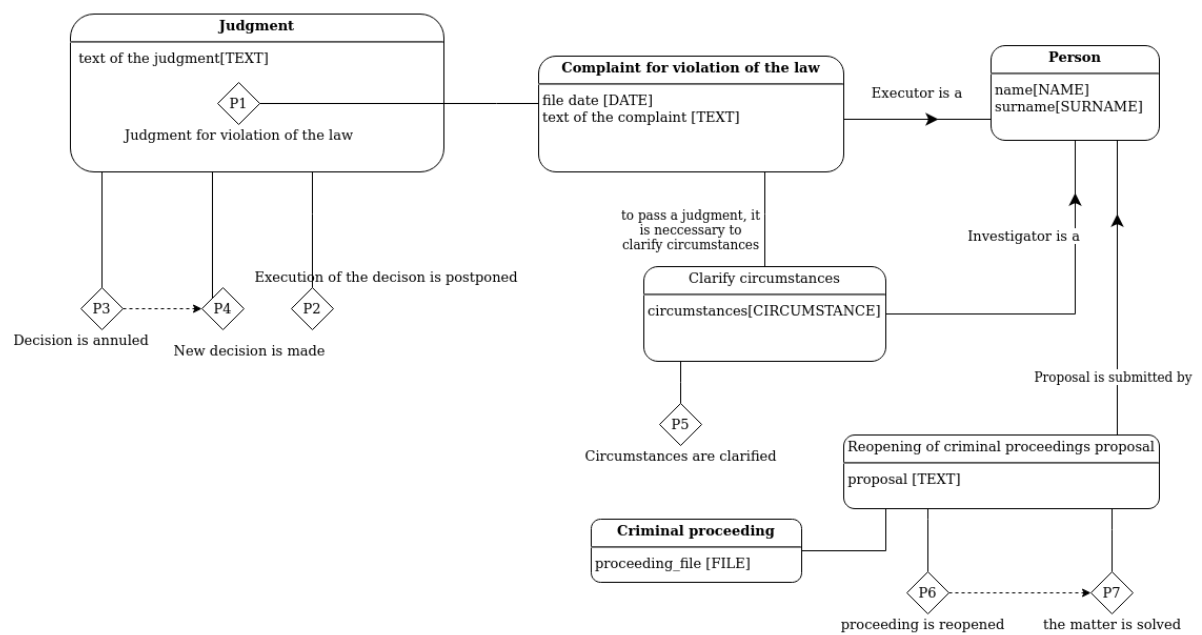 Judgment
text of the judgment[TEXT]
P1
Judgment for violation of the law
Complaint for violation of the law
file date [DATE]
text of the complaint [TEXT]
Executor is a
Person
name[NAME]
surname[SURNAME]
to pass a judgment, it
is neccessary to
clarify circumstances
Investigator is a
Execution of the decison is postponed
P3
P4
P2
Decision is annuled
New decision is made
Clarify circumstances
circumstances[CIRCUMSTANCE]
Proposal is submitted by
P5
Circumstances are clarified
Reopening of criminal proceedings proposal
proposal [TEXT]
Criminal proceeding
proceeding_file [FILE]
P6
P7
proceeding is reopened
the matter is solved